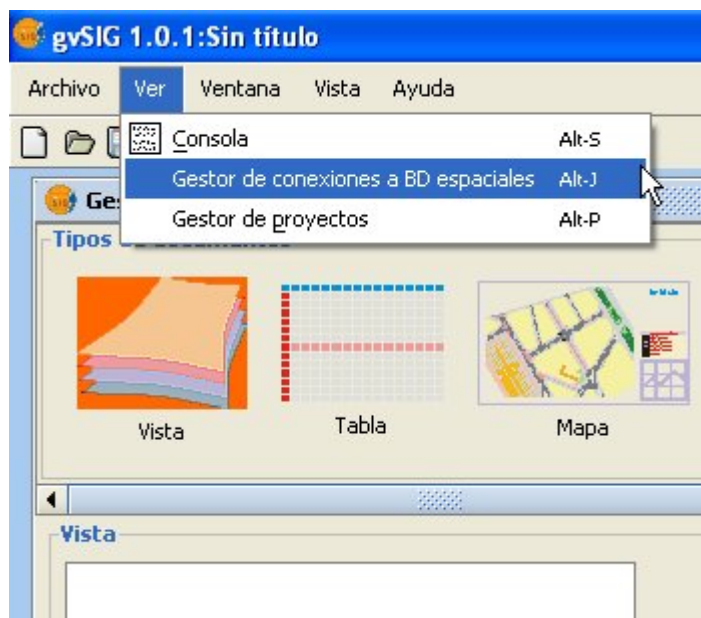 gvSIG 1.0.1:Sin título
Archivo Ver Ventana Vista Ayuda
Consola Alt-S
Gestor de conexiones a BD espaciales Alt-J
Gestor de proyectos Alt-P
Tipos
Vista Tabla Mapa
Vista